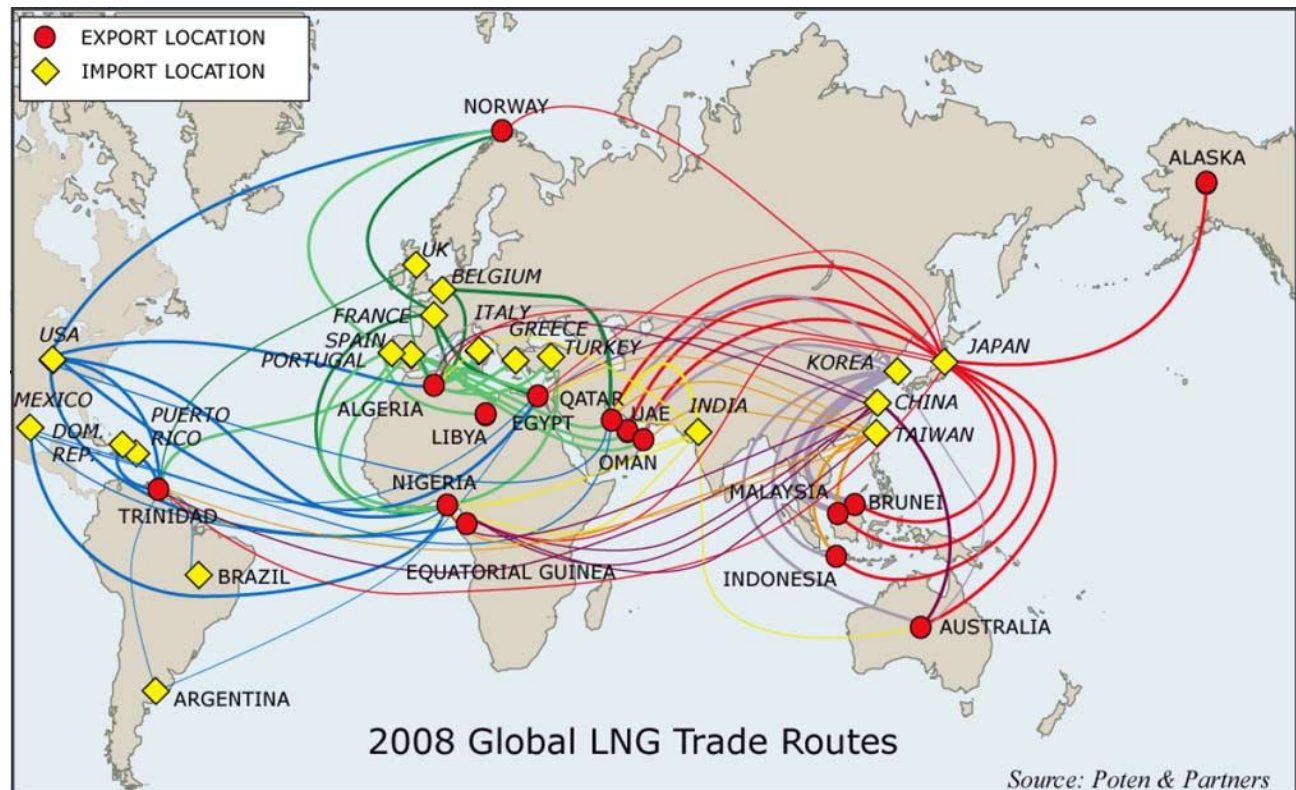 EXPORT LOCATION
IMPORT LOCATION
NORWAY
ALASKA
UK
BELGIUM
FRANCE
ITALY
GREECE
SPAIN
TURKEY
PORTUGAL
USA
JAPAN
KOREA
MEXICO
ALGERIA
QATAR
CHINA
PUERTO
RICO
DOM.
REP.
LIBYA
EGYPT
UAE
INDIA
TAIWAN
OMAN
NIGERIA
MALAYSIA
BRUNEI
TRINIDAD
BRAZIL
EQUATORIAL GUINEA
INDONESIA
AUSTRALIA
ARGENTINA
2008 Global LNG Trade Routes
Source: Poten & Partners